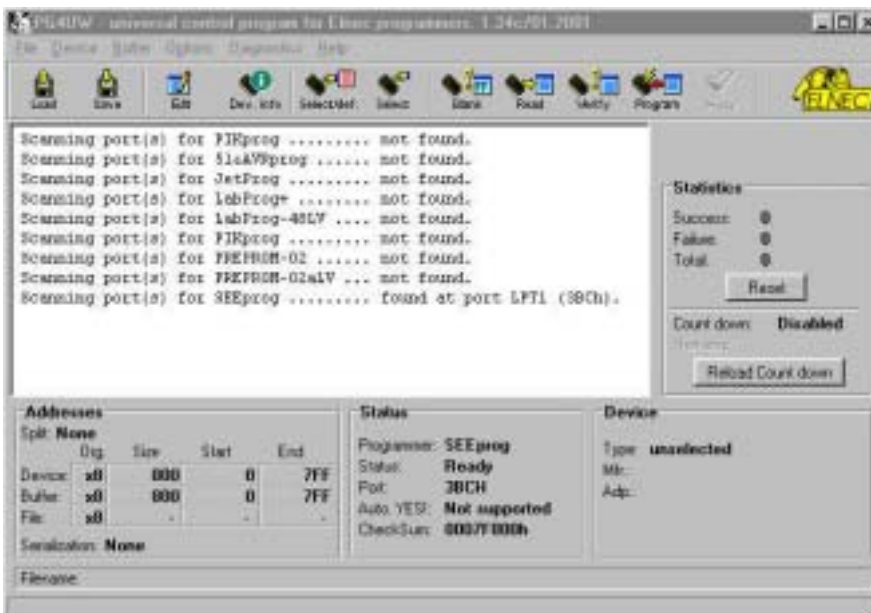 PG4UW - universal control program for Elnec programmers. 1.24c/01.2001
File Device Buffer Options Diagnostics Help
Load Save Edit Dev. info Select/def. Select Blank Read Verify Program
ELNEC
Scanning port(s) for PIKprog ......... not found.
Scanning port(s) for 51&AVRprog ...... not found.
Scanning port(s) for JetProg ......... not found.
Scanning port(s) for LabProg+ ........ not found.
Scanning port(s) for LabProg-48LV .... not found.
Scanning port(s) for PIKprog ......... not found.
Scanning port(s) for PREPROM-02 ...... not found.
Scanning port(s) for PREPROM-02aLV ... not found.
Scanning port(s) for SEEprog ......... found at port LPT1 (3BCh).
Statistics
Success: 0
Failure: 0
Total: 0
Reset
Count down: Disabled
Reload Count down
Addresses
Split: None
Org. Size Start End
Device: x8 800 0 7FF
Buffer: x8 800 0 7FF
File: x8 - - -
Serialization: None
Status
Programmer: SEEprog
Status: Ready
Port: 3BCH
Auto. YES!: Not supported
CheckSum: 0007F800h
Device
Type: unselected
Mfr.:
Adp.:
Filename: